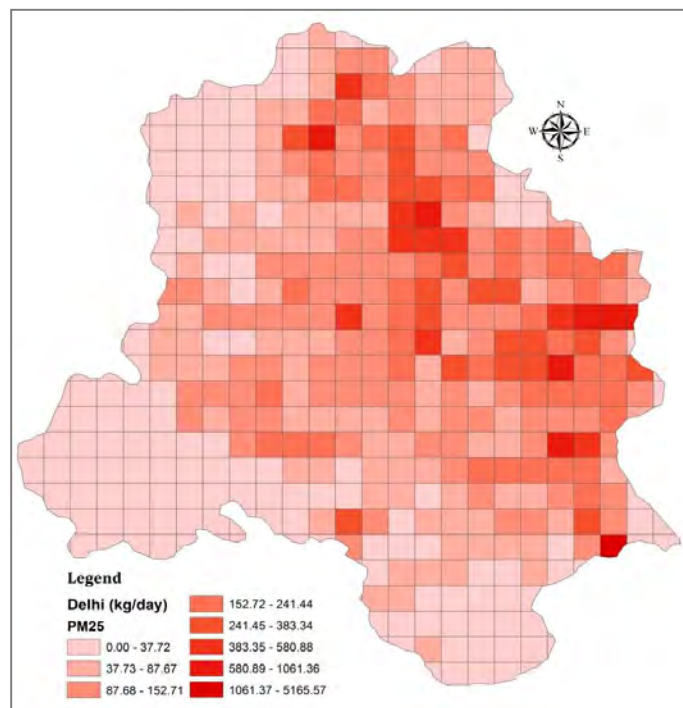 N
W E
S
Legend
Delhi (kg/day)
PM25
0.00 - 37.72
37.73 - 87.67
87.68 - 152.71
152.72 - 241.44
241.45 - 383.34
383.35 - 580.88
580.89 - 1061.36
1061.37 - 5165.57